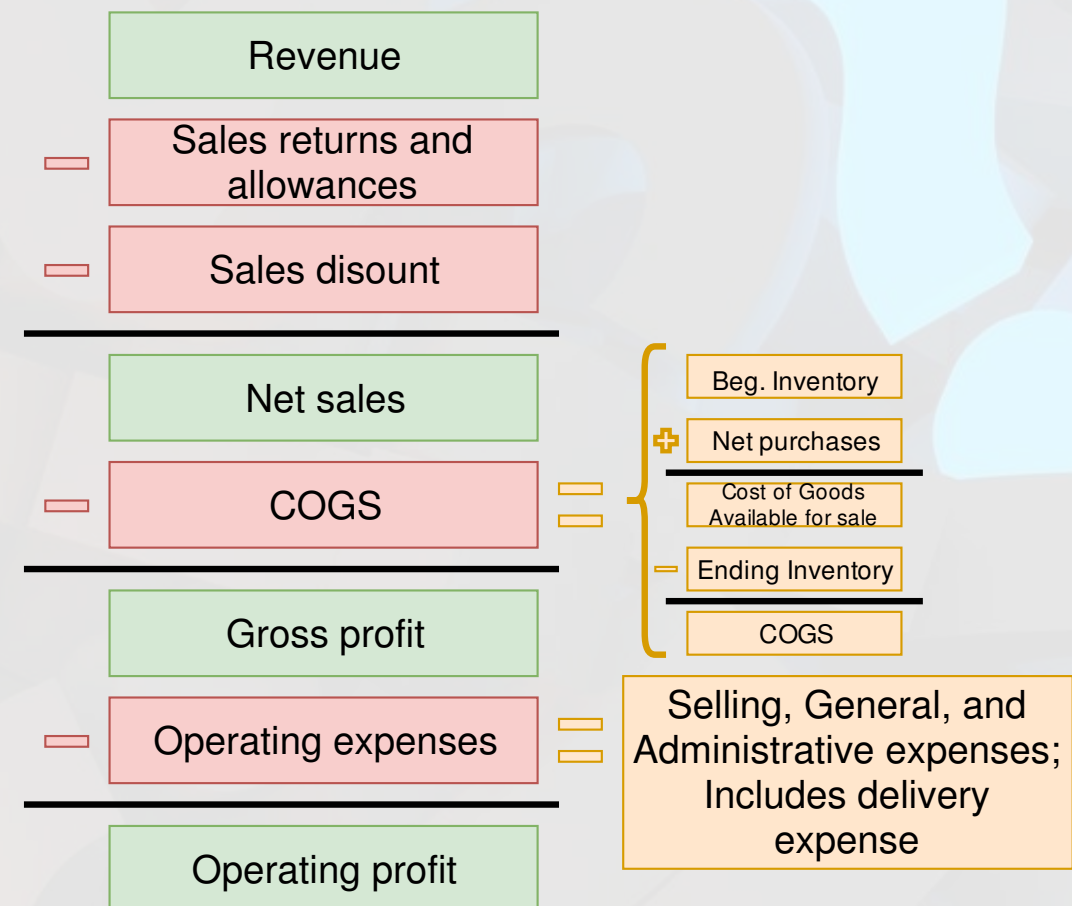 Revenue
Sales returns and
allowances
Sales disount
Net sales
COGS
Gross profit
Operating expenses
Operating profit
Beg. Inventory
Net purchases
Cost of Goods
Available for sale
Ending Inventory
COGS
Selling, General, and
Administrative expenses;
Includes delivery
expense